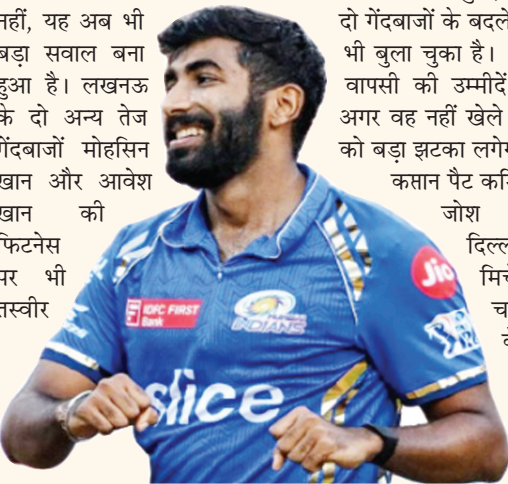 नहीं, यह अब भी
बड़ा सवाल बना
हुआ है। लखनऊ
के दो अन्य तेज
गेंदबाजों मोहसिन
खान और आवेश
खान की
फिटनेस
पर भी
तस्वीर
दो गेंदबाजों के बदले
भी बुला चुका है।
वापसी की उम्मीदें
अगर वह नहीं खेले
को बड़ा झटका लगेग
कप्तान पैट कमि
जोश
दिल्ल
मिचे
च
IDFC FIRST
Bank
INDIANS
Jio
slice